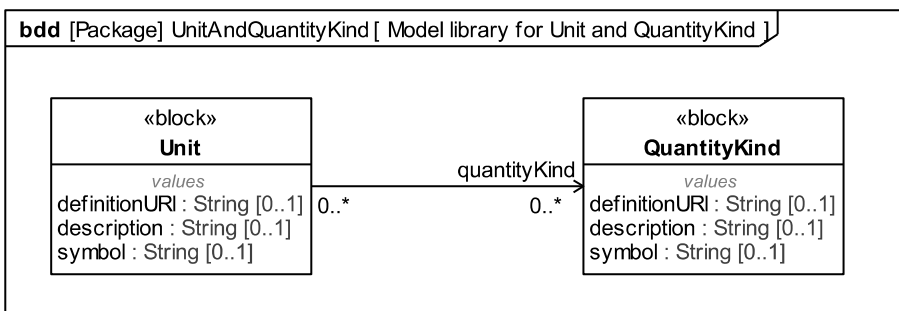 bdd [Package] UnitAndQuantityKind [ Model library for Unit and QuantityKind ]
«block»
Unit
values
definitionURI : String [0..1]
description : String [0..1]
symbol : String [0..1]
quantityKind
0..*
0..*
«block»
QuantityKind
values
definitionURI : String [0..1]
description : String [0..1]
symbol : String [0..1]